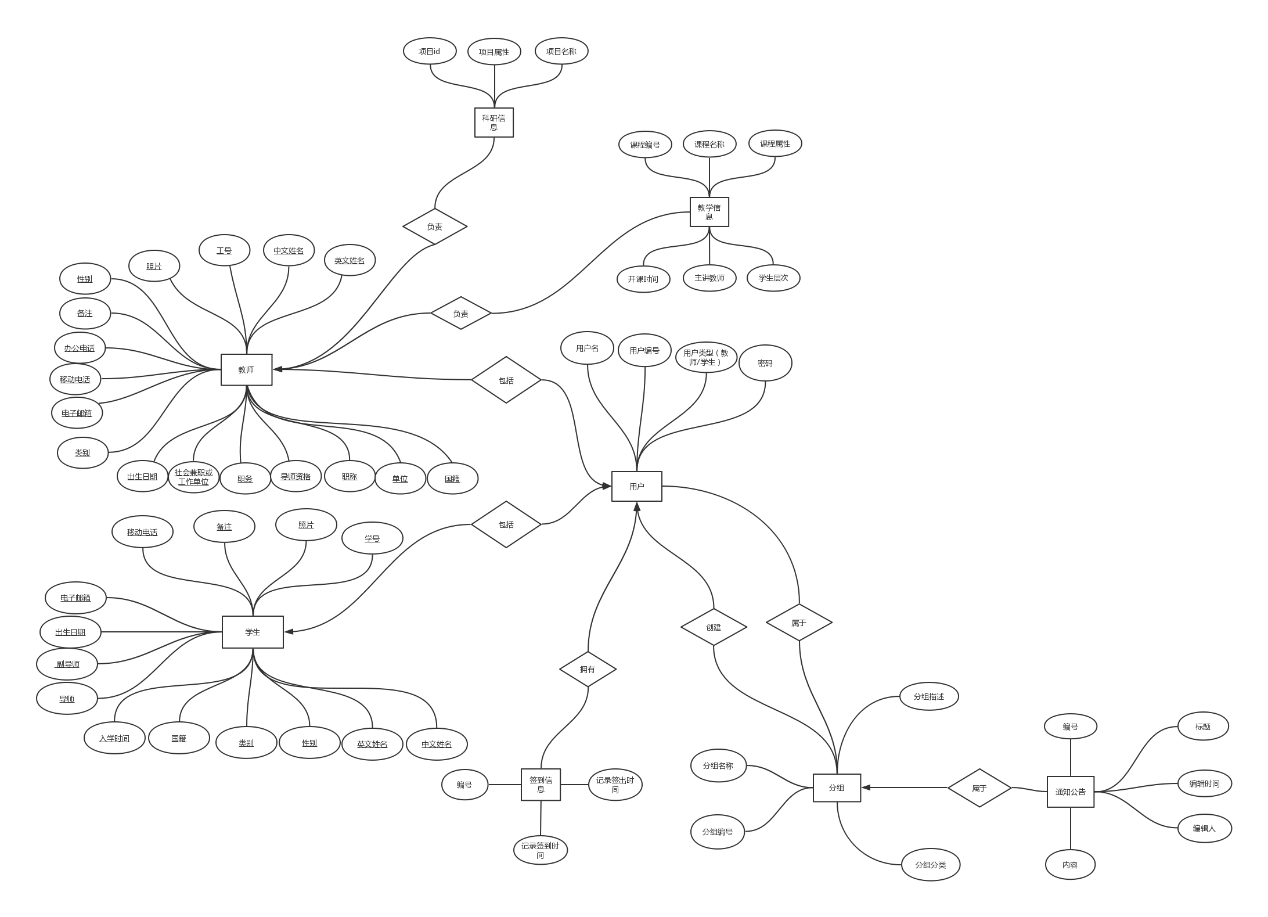 项目id
项目属性
项目名称
科研信
息
课程编号
课程名称
课程属性
教学信
息
开课时间
主讲教师
学生层次
负责
负责
性别
照片
工号
中文姓名
英文姓名
备注
办公电话
移动电话
电子邮箱
类别
教师
出生日期
社会兼职或
工作单位
职务
导师资格
职称
单位
国籍
包括
用户名
用户编号
用户类型（教
师/学生）
密码
用户
包括
移动电话
备注
照片
学号
电子邮箱
出生日期
副导师
导师
学生
入学时间
国籍
类别
性别
英文姓名
中文姓名
拥有
创建
属于
编号
签到信
息
记录签出时
间
记录签到时
间
分组描述
分组名称
分组编号
分组
分组分类
属于
编号
标题
通知公告
编辑时间
编辑人
内容